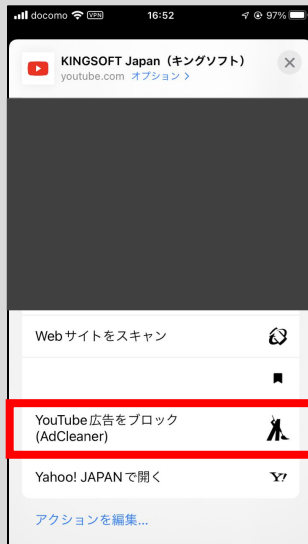 docomo VPN 16:52 97%
KINGSOFT Japan（キングソフト）
youtube.com オプション >
Webサイトをスキャン
YouTube広告をブロック
(AdCleaner)
Yahoo! JAPANで開く Y!
アクションを編集...